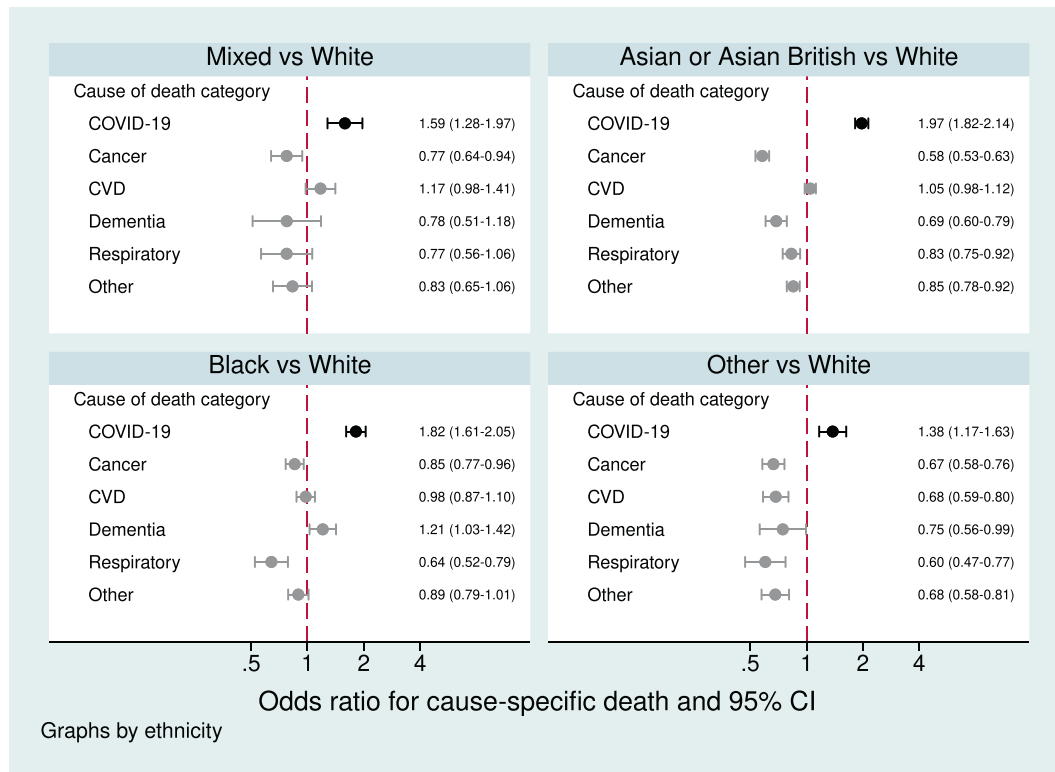 Mixed vs White
Cause of death category
COVID-19 1.59 (1.28-1.97)
Cancer 0.77 (0.64-0.94)
CVD 1.17 (0.98-1.41)
Dementia 0.78 (0.51-1.18)
Respiratory 0.77 (0.56-1.06)
Other 0.83 (0.65-1.06)
Asian or Asian British vs White
Cause of death category
COVID-19 1.97 (1.82-2.14)
Cancer 0.58 (0.53-0.63)
CVD 1.05 (0.98-1.12)
Dementia 0.69 (0.60-0.79)
Respiratory 0.83 (0.75-0.92)
Other 0.85 (0.78-0.92)
Black vs White
Cause of death category
COVID-19 1.82 (1.61-2.05)
Cancer 0.85 (0.77-0.96)
CVD 0.98 (0.87-1.10)
Dementia 1.21 (1.03-1.42)
Respiratory 0.64 (0.52-0.79)
Other 0.89 (0.79-1.01)
.5 1 2 4
Other vs White
Cause of death category
COVID-19 1.38 (1.17-1.63)
Cancer 0.67 (0.58-0.76)
CVD 0.68 (0.59-0.80)
Dementia 0.75 (0.56-0.99)
Respiratory 0.60 (0.47-0.77)
Other 0.68 (0.58-0.81)
.5 1 2 4
Odds ratio for cause-specific death and 95% CI
Graphs by ethnicity